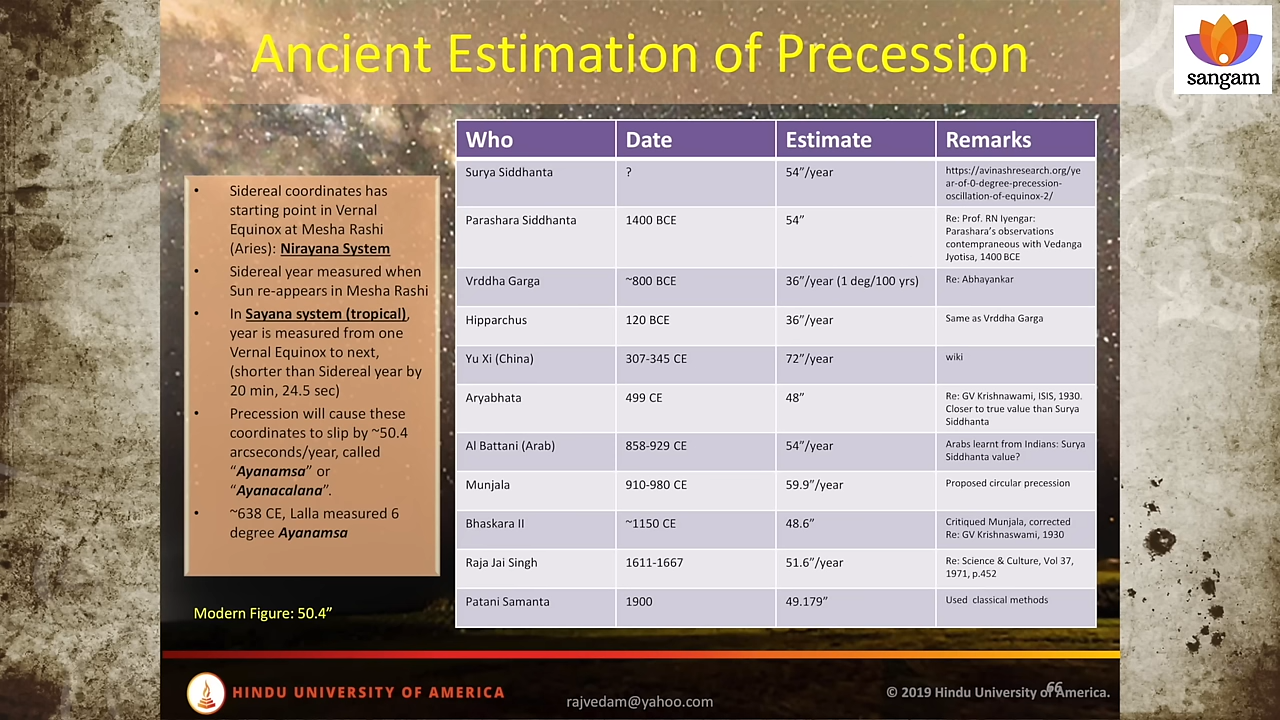 Ancient Estimation of Precession
sangam
• Sidereal coordinates has
starting point in Vernal
Equinox at Mesha Rashi
(Aries): Nirayana System
• Sidereal year measured when
Sun re-appears in Mesha Rashi
• In Sayana system (tropical),
year is measured from one
Vernal Equinox to next,
(shorter than Sidereal year by
20 min, 24.5 sec)
• Precession will cause these
coordinates to slip by ~50.4
arcseconds/year, called
“Ayanamsa” or
“Ayanacalana”.
• ~638 CE, Lalla measured 6
degree Ayanamsa
Modern Figure: 50.4”
Who Date Estimate Remarks
Surya Siddhanta ? 54”/year https://avinashresearch.org/ye
ar-of-0-degree-precession-
oscillation-of-equinox-2/
Parashara Siddhanta 1400 BCE 54” Re: Prof. RN Iyengar:
Parashara’s observations
contempraneous with Vedanga
Jyotisa, 1400 BCE
Vrddha Garga ~800 BCE 36”/year (1 deg/100 yrs) Re: Abhayankar
Hipparchus 120 BCE 36”/year Same as Vrddha Garga
Yu Xi (China) 307-345 CE 72”/year wiki
Aryabhata 499 CE 48” Re: GV Krishnawami, ISIS, 1930.
Closer to true value than Surya
Siddhanta
Al Battani (Arab) 858-929 CE 54”/year Arabs learnt from Indians: Surya
Siddhanta value?
Munjala 910-980 CE 59.9”/year Proposed circular precession
Bhaskara II ~1150 CE 48.6” Critiqued Munjala, corrected
Re: GV Krishnaswami, 1930
Raja Jai Singh 1611-1667 51.6”/year Re: Science & Culture, Vol 37,
1971, p.452
Patani Samanta 1900 49.179” Used classical methods
HINDU UNIVERSITY OF AMERICA
rajvedam@yahoo.com
© 2019 Hindu University of America.
66